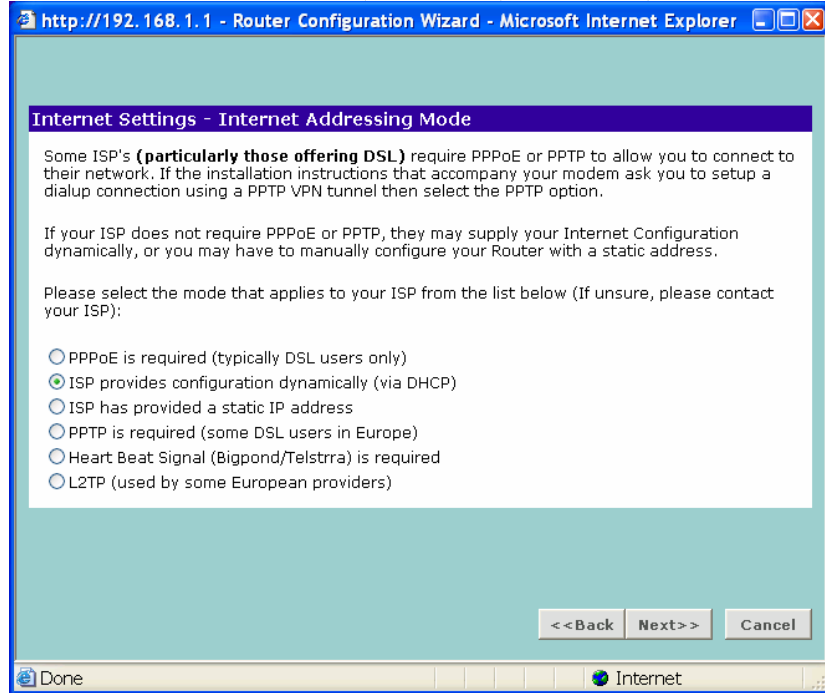 http://192.168.1.1 - Router Configuration Wizard - Microsoft Internet Explorer
Internet Settings - Internet Addressing Mode
Some ISP's (particularly those offering DSL) require PPPoE or PPTP to allow you to connect to
their network. If the installation instructions that accompany your modem ask you to setup a
dialup connection using a PPTP VPN tunnel then select the PPTP option.
If your ISP does not require PPPoE or PPTP, they may supply your Internet Configuration
dynamically, or you may have to manually configure your Router with a static address.
Please select the mode that applies to your ISP from the list below (If unsure, please contact
your ISP):
PPPoE is required (typically DSL users only)
ISP provides configuration dynamically (via DHCP)
ISP has provided a static IP address
PPTP is required (some DSL users in Europe)
Heart Beat Signal (Bigpond/Telstrra) is required
L2TP (used by some European providers)
<<Back Next>> Cancel
Done Internet